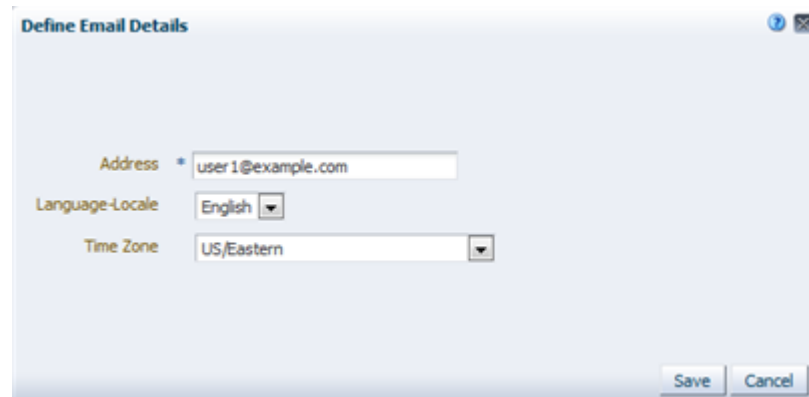 Define Email Details
Address * user1@example.com
Language-Locale English
Time Zone US/Eastern
Save Cancel